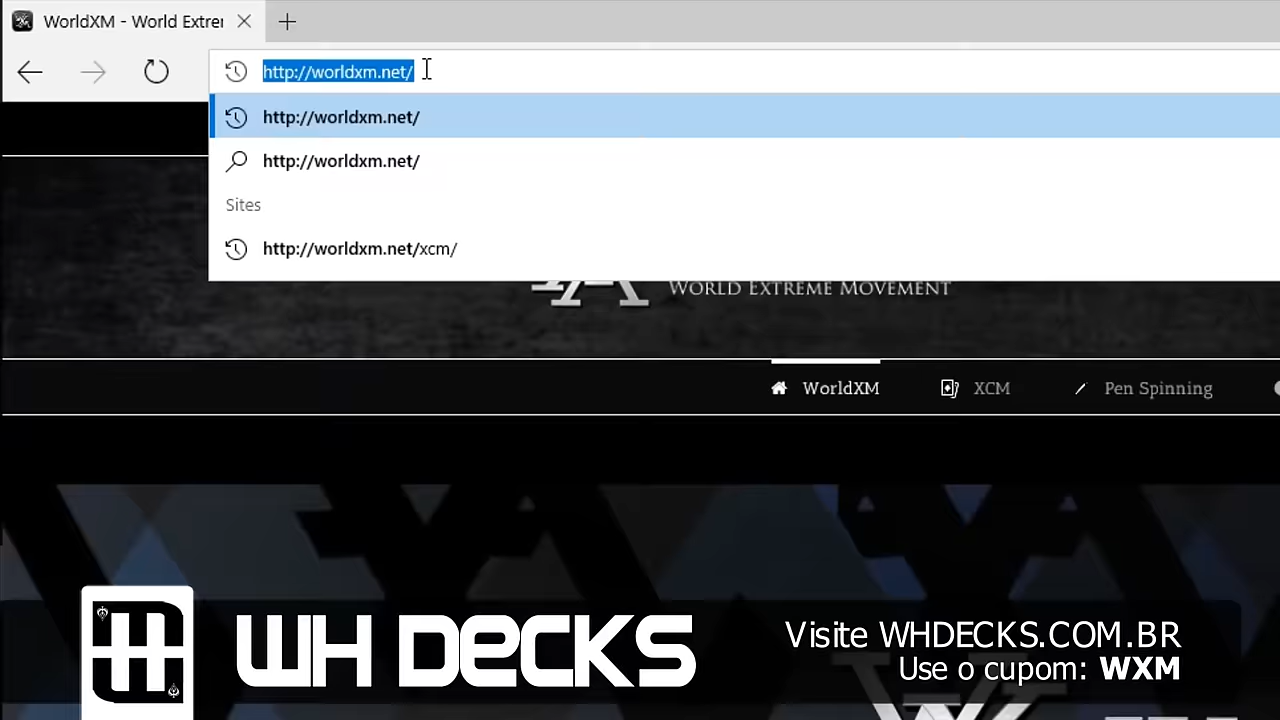 WorldXM - World Extre
http://worldxm.net/
http://worldxm.net/
http://worldxm.net/
Sites
http://worldxm.net/xcm/
World Extreme Movement
WorldXM
XCM
Pen Spinning
WH DECKS
Visite WHDECKS.COM.BR
Use o cupom: WXM